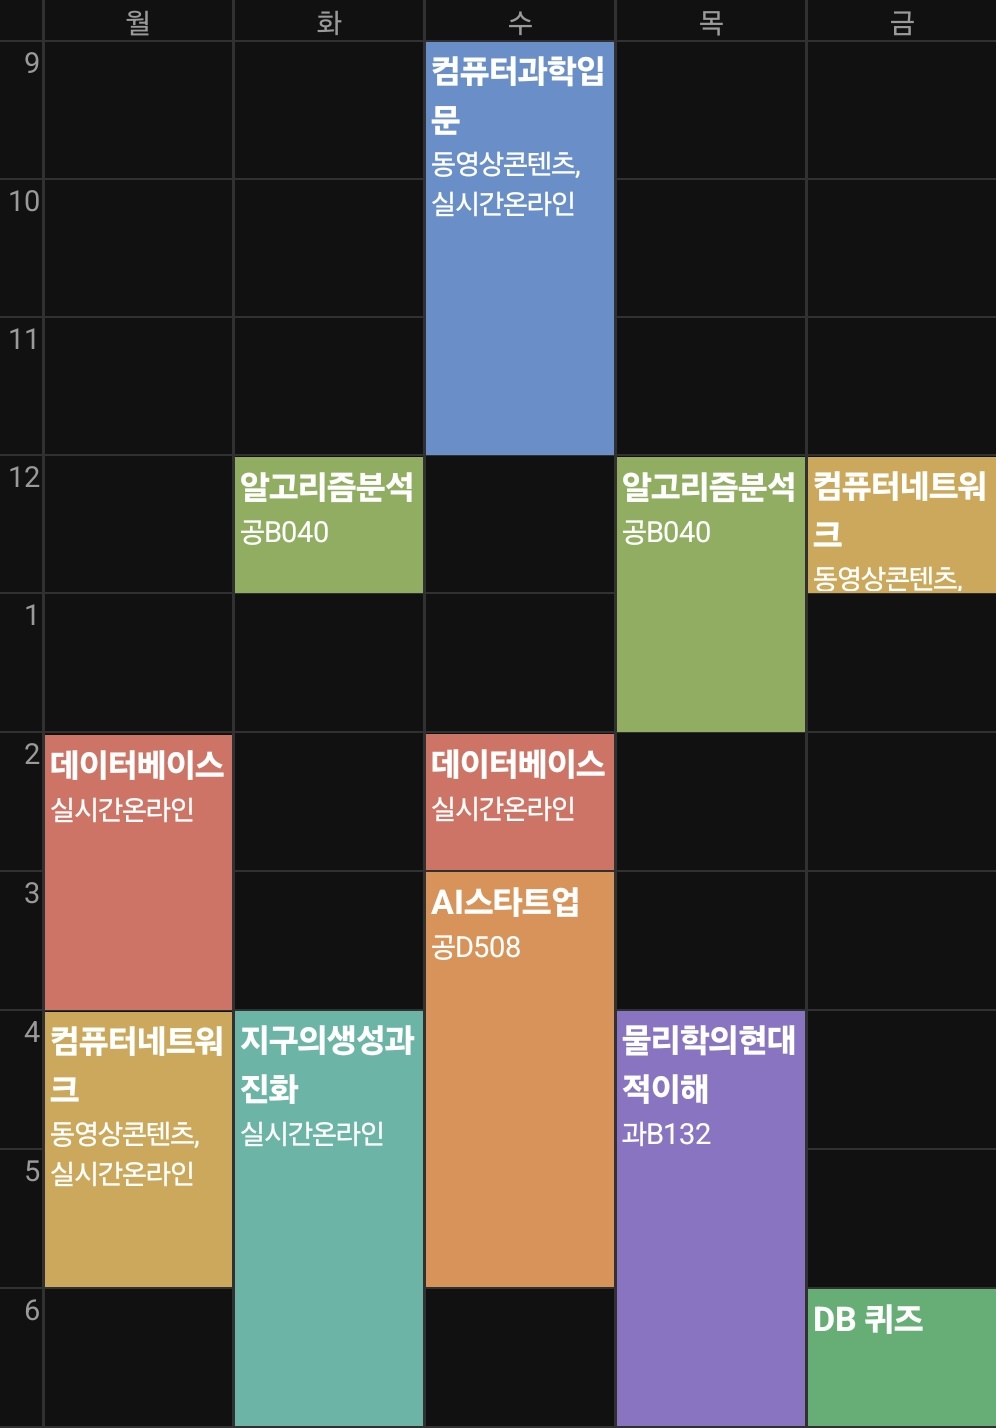 월 화 수 목 금
9
컴퓨터과학입
문
동영상콘텐츠,
실시간온라인
10
11
12
알고리즘분석
공B040
알고리즘분석
공B040
컴퓨터네트워
크
동영상콘텐츠,
1
2
데이터베이스
실시간온라인
데이터베이스
실시간온라인
3
AI스타트업
공D508
4
컴퓨터네트워
크
동영상콘텐츠,
실시간온라인
지구의생성과
진화
실시간온라인
물리학의현대
적이해
과B132
5
6
DB 퀴즈